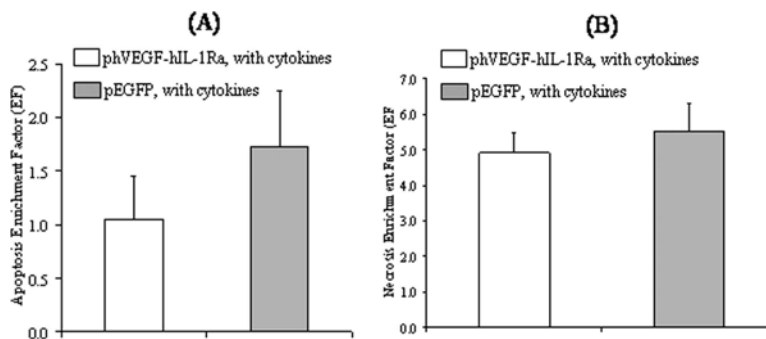 (A)
phVEGF-hIL-1Ra, with cytokines
pEGFP, with cytokines
Apoptosis Enrichment Factor (EF)
2.5
2.0
1.5
1.0
0.5
0.0
(B)
phVEGF-hIL-1Ra, with cytokines
pEGFP, with cytokines
Necrosis Enrichment Factor (EF
7.0
6.0
5.0
4.0
3.0
2.0
1.0
0.0